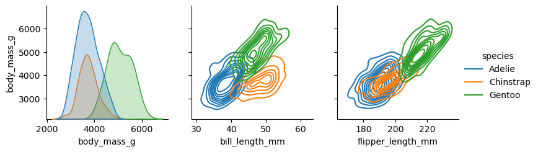 body_mass_g
7000
6000
5000
4000
3000
2000 4000 6000
body_mass_g
30 40 50 60
bill_length_mm
180 200 220
flipper_length_mm
species
Adelie
Chinstrap
Gentoo